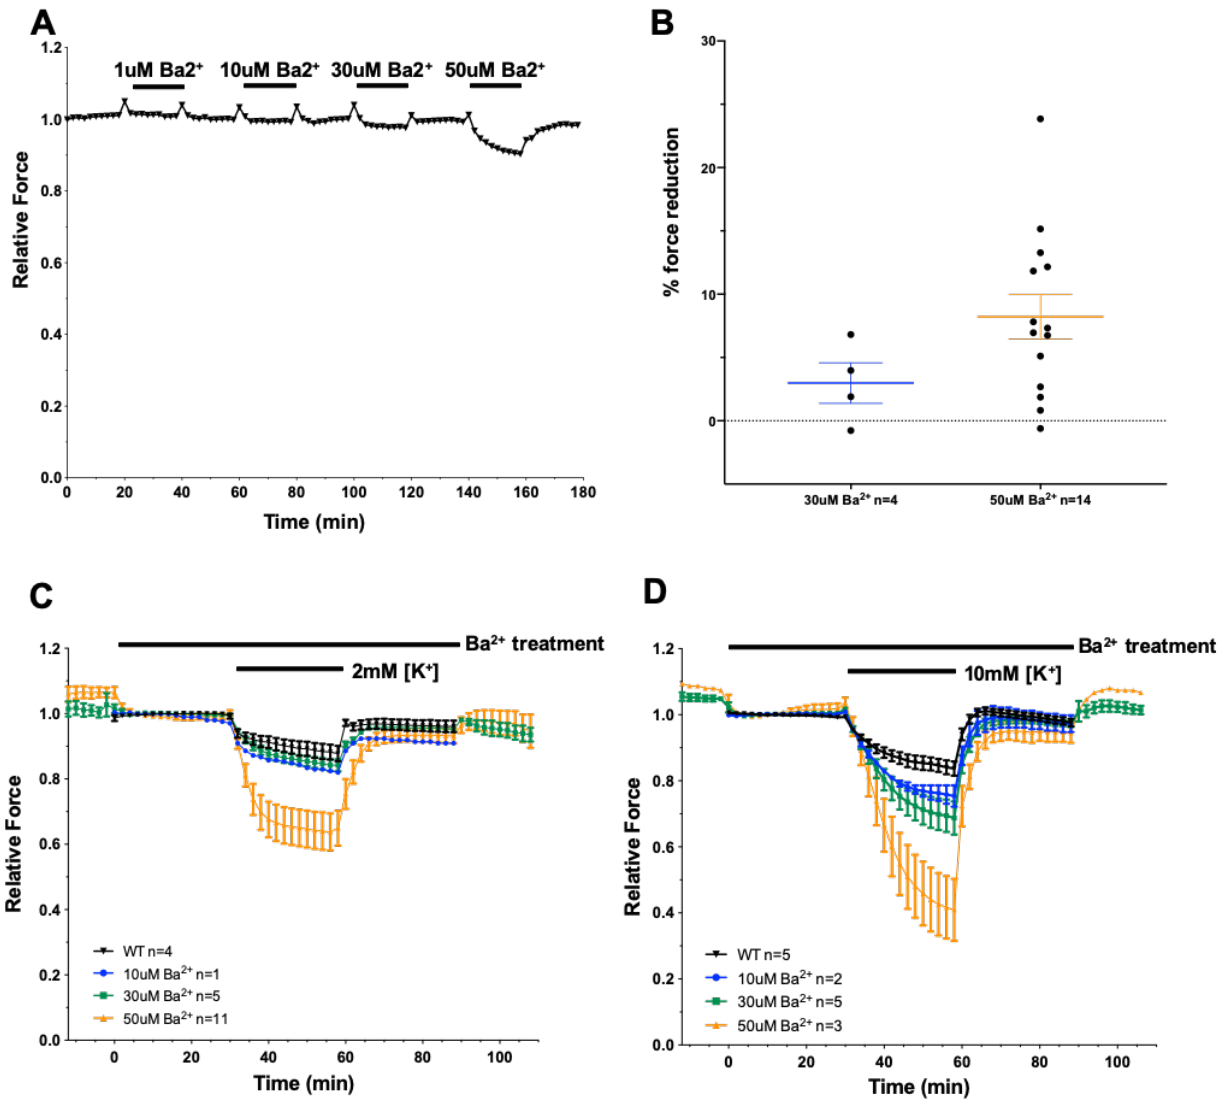 A
1.2
1.0
0.8
0.6
0.4
0.2
0.0
Relative Force
1uM Ba2+ 10uM Ba2+ 30uM Ba2+ 50uM Ba2+
0 20 40 60 80 100 120 140 160 180
Time (min)
B
30
20
10
0
% force reduction
30uM Ba²⁺ n=4 50uM Ba²⁺ n=14
C
1.2
1.0
0.8
0.6
0.4
0.2
0.0
Relative Force
Ba²⁺ treatment
2mM [K⁺]
WT n=4
10uM Ba²⁺ n=1
30uM Ba²⁺ n=5
50uM Ba²⁺ n=11
0 20 40 60 80 100
Time (min)
D
1.2
1.0
0.8
0.6
0.4
0.2
0.0
Relative Force
Ba²⁺ treatment
10mM [K⁺]
WT n=5
10uM Ba²⁺ n=2
30uM Ba²⁺ n=5
50uM Ba²⁺ n=3
0 20 40 60 80 100
Time (min)